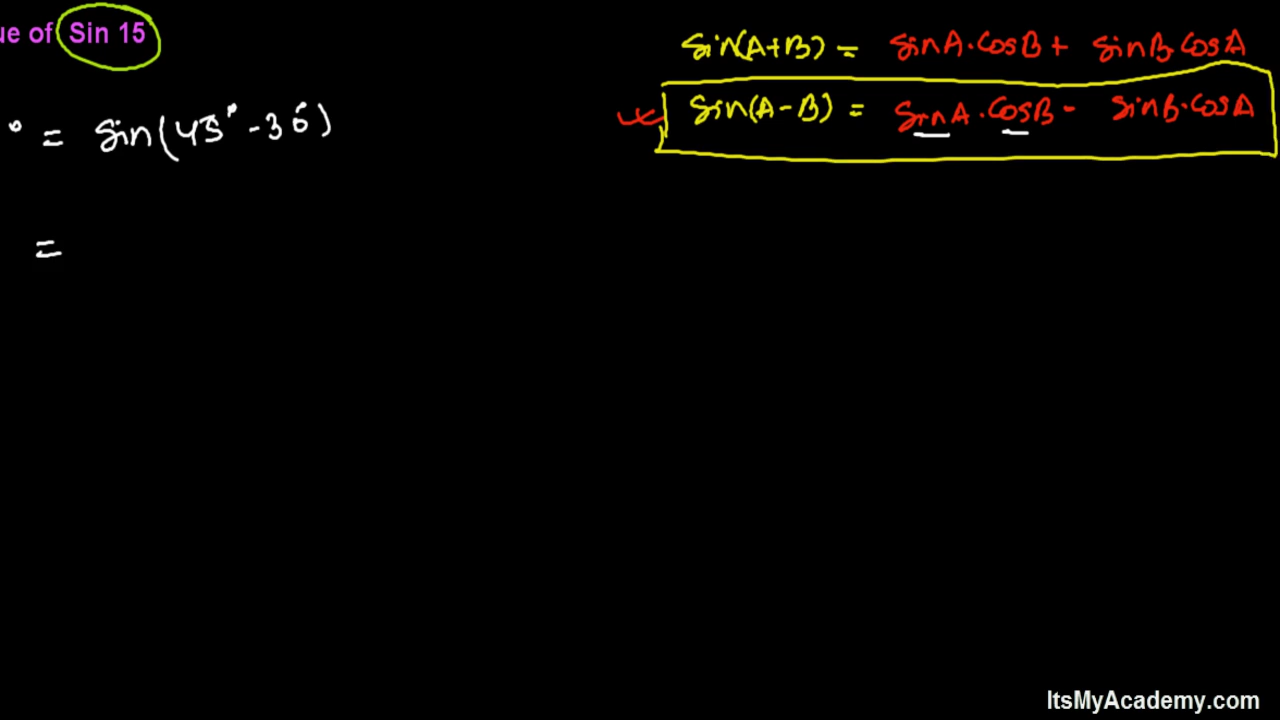 ue of Sin 15
sin(A+B) = sinA·cosB + sinB·cosA
sin(A-B) = sinA·cosB - sinB·cosA
° = sin(45°-30°)
=
ItsMyAcademy.com